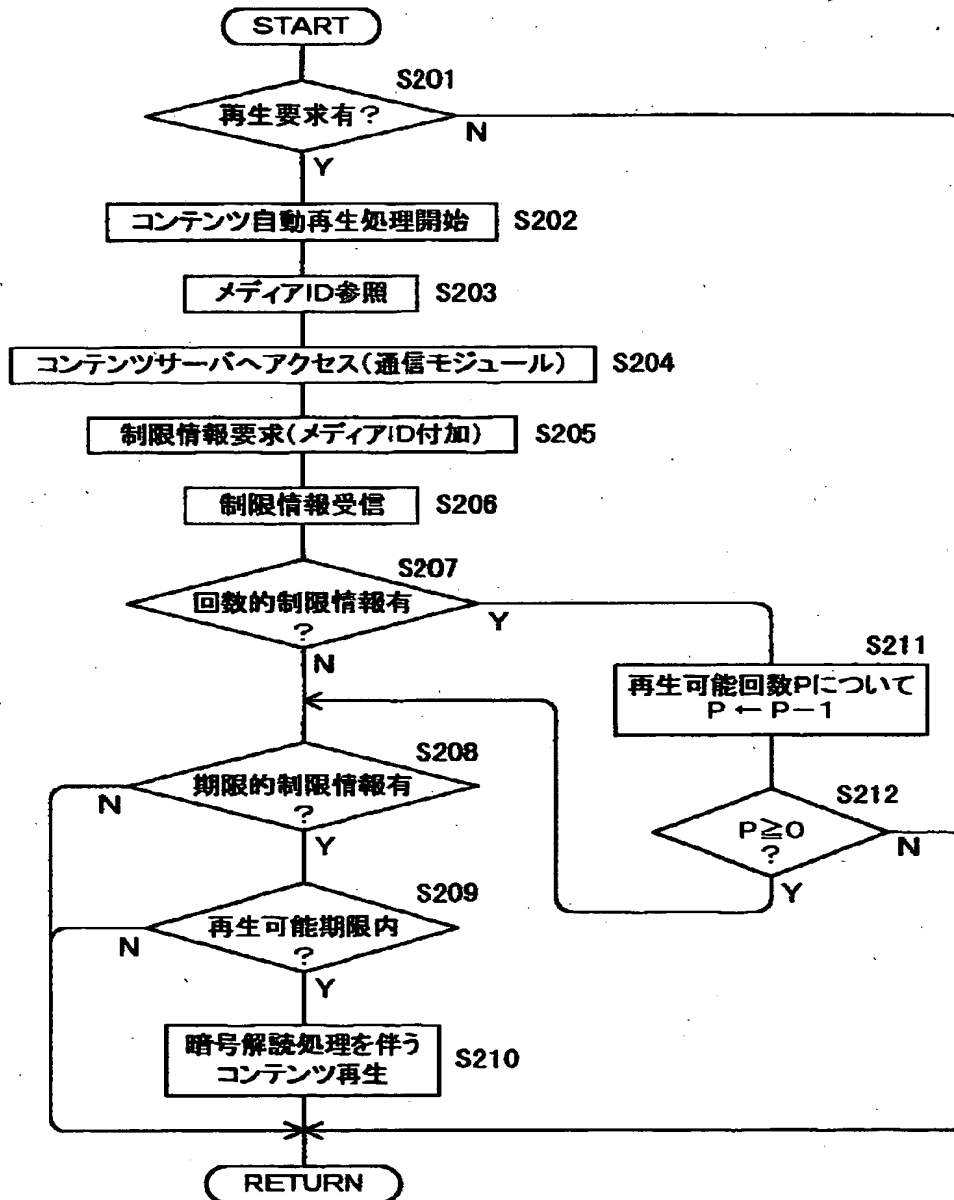 START
S201
再生要求有?
N
Y
コンテンツ自動再生処理開始
S202
メディアID参照
S203
コンテンツサーバへアクセス(通信モジュール)
S204
制限情報要求(メディアID付加)
S205
制限情報受信
S206
S207
回数的制限情報有
?
Y
N
S211
再生可能回数Pについて
P ← P−1
S208
期限的制限情報有
?
N
Y
S212
P≧0
?
N
Y
S209
再生可能期限内
?
N
Y
暗号解読処理を伴う
コンテンツ再生
S210
RETURN